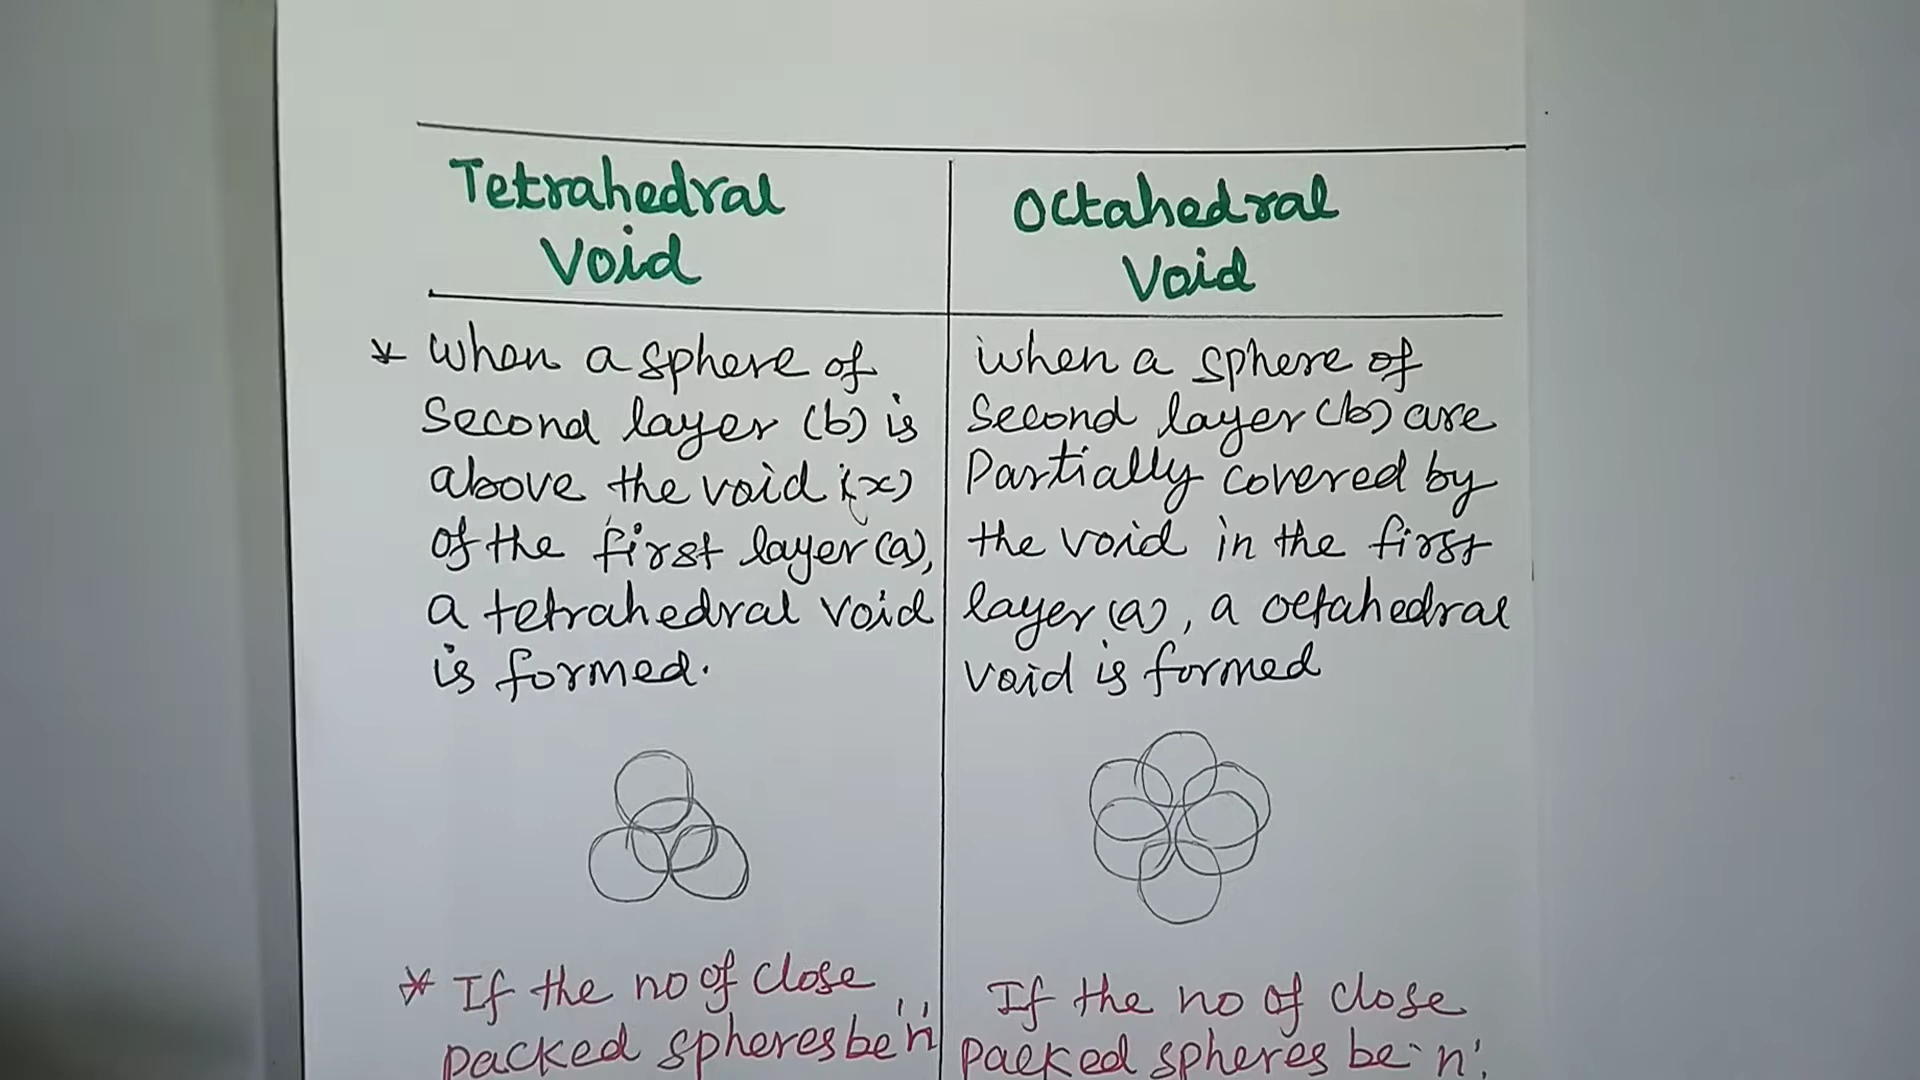 Tetrahedral
Void
* When a sphere of
Second layer (b) is
above the void (x)
of the first layer (a),
a tetrahedral void
is formed.
* If the no of close
packed spheres be 'n'
Octahedral
Void
when a sphere of
Second layer (b) are
Partially covered by
the void in the first
layer (a), a octahedral
void is formed
If the no of close
packed spheres be 'n'.